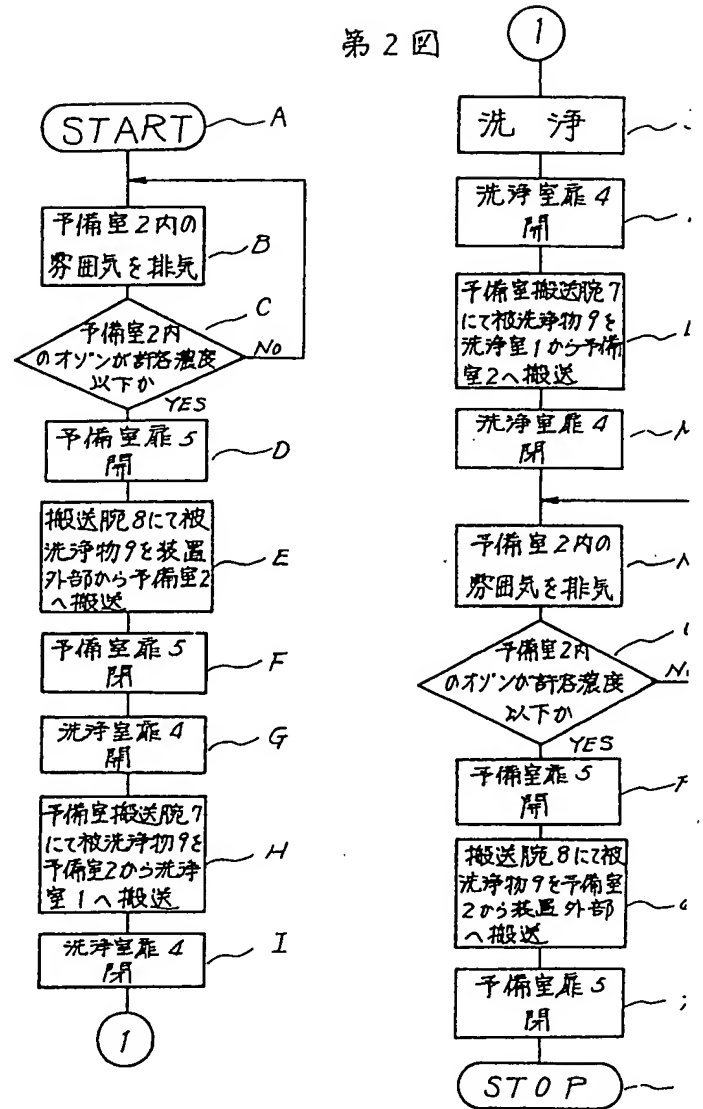 第2図
START
A
予備室2内の
雰囲気を排気
B
予備室2内
のオゾンが許容濃度
以下か
C
NO
YES
予備室扉5
開
D
搬送腕8にて被
洗浄物9を装置
外部から予備室2
へ搬送
E
予備室扉5
閉
F
洗浄室扉4
開
G
予備室搬送腕7
にて被洗浄物9を
予備室2から洗浄
室1へ搬送
H
洗浄室扉4
閉
I
1
1
洗浄
洗浄室扉4
開
予備室搬送腕7
にて被洗浄物9を
洗浄室1から予備
室2へ搬送
洗浄室扉4
閉
予備室2内の
雰囲気を排気
予備室2内
のオゾンが許容濃度
以下か
YES
予備室扉5
開
搬送腕8にて被
洗浄物9を予備室
2から装置外部
へ搬送
予備室扉5
閉
STOP